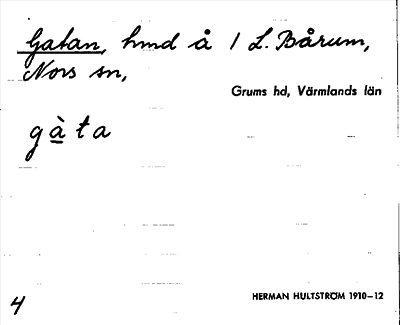 Gatan, hmd å 1 L. Bårum,
Nors sn,
Grums hd, Värmlands län
gàta
4
HERMAN HULTSTRÖM 1910–12